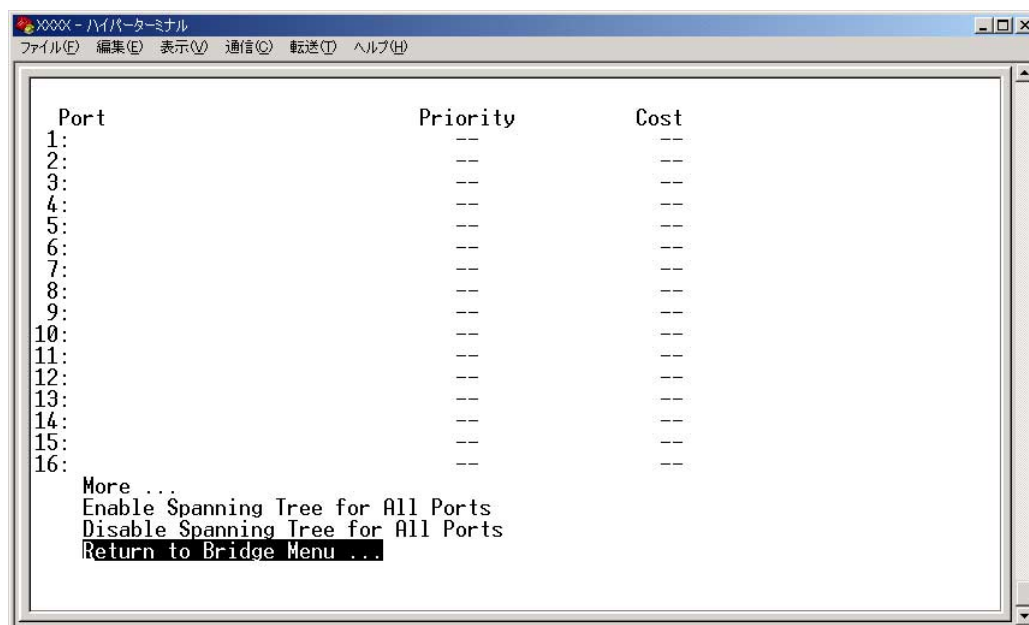 XXXX - ハイパーターミナル
ファイル(F) 編集(E) 表示(V) 通信(C) 転送(T) ヘルプ(H)
Port Priority Cost
1: -- --
2: -- --
3: -- --
4: -- --
5: -- --
6: -- --
7: -- --
8: -- --
9: -- --
10: -- --
11: -- --
12: -- --
13: -- --
14: -- --
15: -- --
16: -- --
More ...
Enable Spanning Tree for All Ports
Disable Spanning Tree for All Ports
Return to Bridge Menu ...